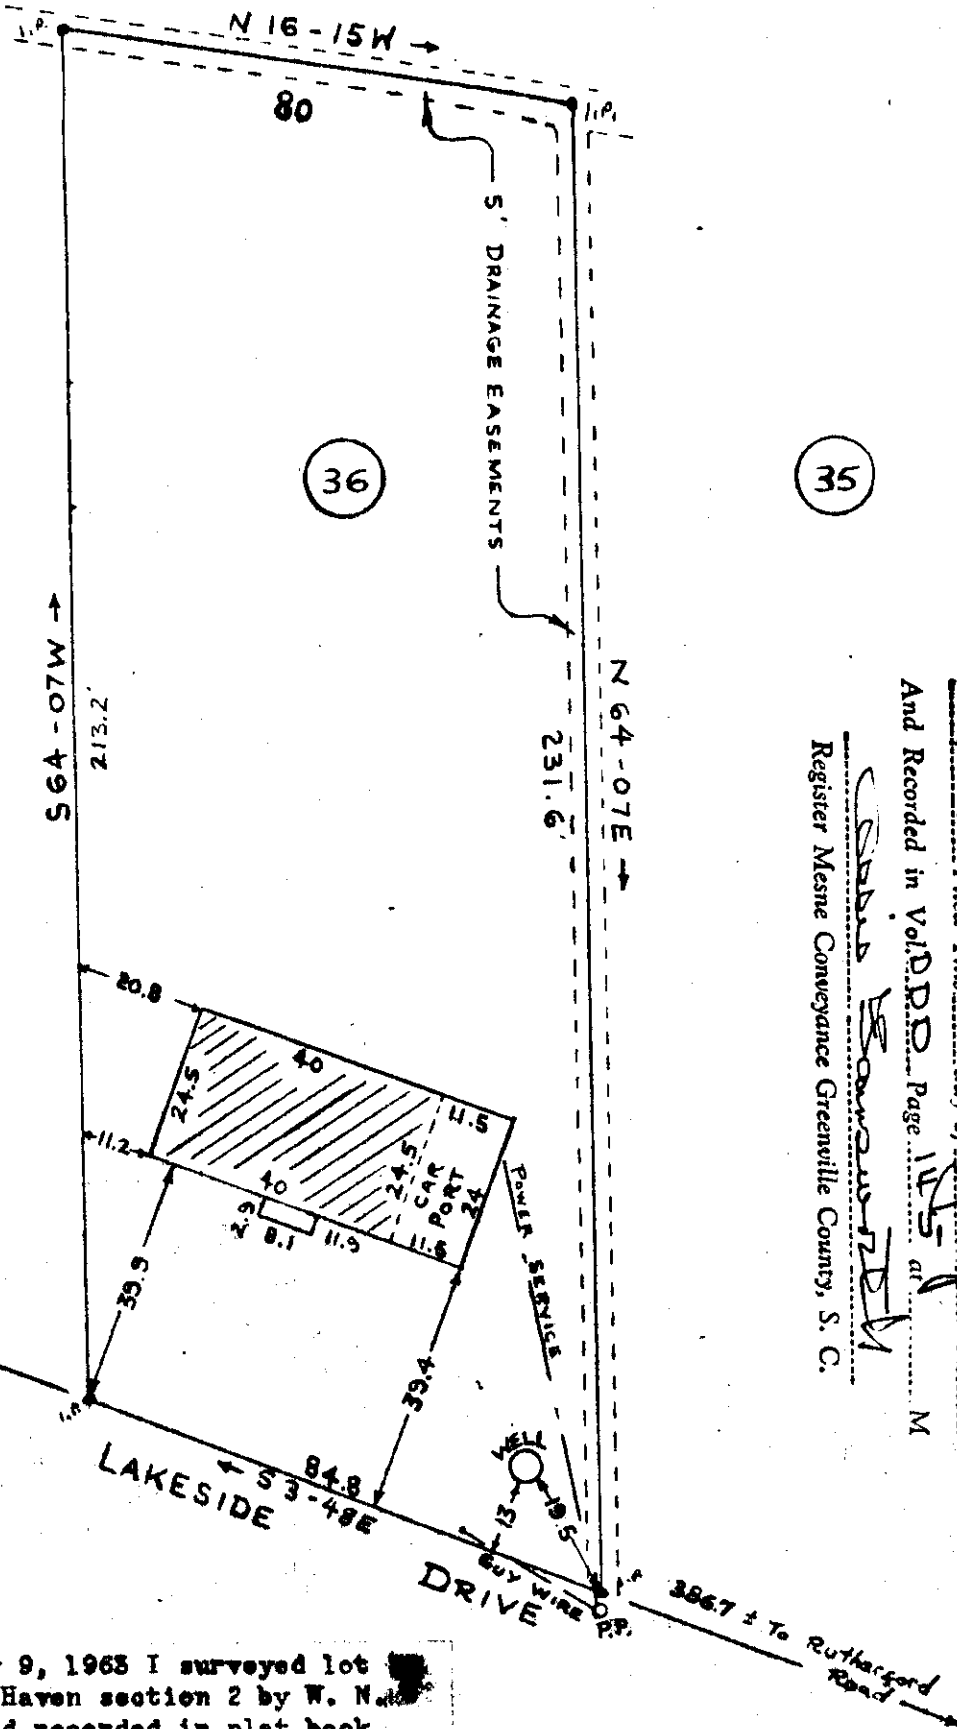 N 16-15W →
I.P.
80
I.P.
5' DRAINAGE EASEMENTS
36
35
S64-07W →
213.2'
N 64-07E →
231.6'
And Recorded in Vol. DDD Page 145 at M
Register Mesne Conveyance Greenville County, S. C.
20.8
40
11.5
24.5
24.5
CAR
PORT
24
11.2
40
2.9
8.1
11.9
11.5
POWER SERVICE
39.9
39.4
WELL
13
19.5
I.P.
84.8
← S 3-48E
LAKESIDE DRIVE
GUY WIRE
P.P.
386.7 ± To Rutherford
Road →
9, 1963 I surveyed lot
Haven section 2 by W. N.
recorded in plat book